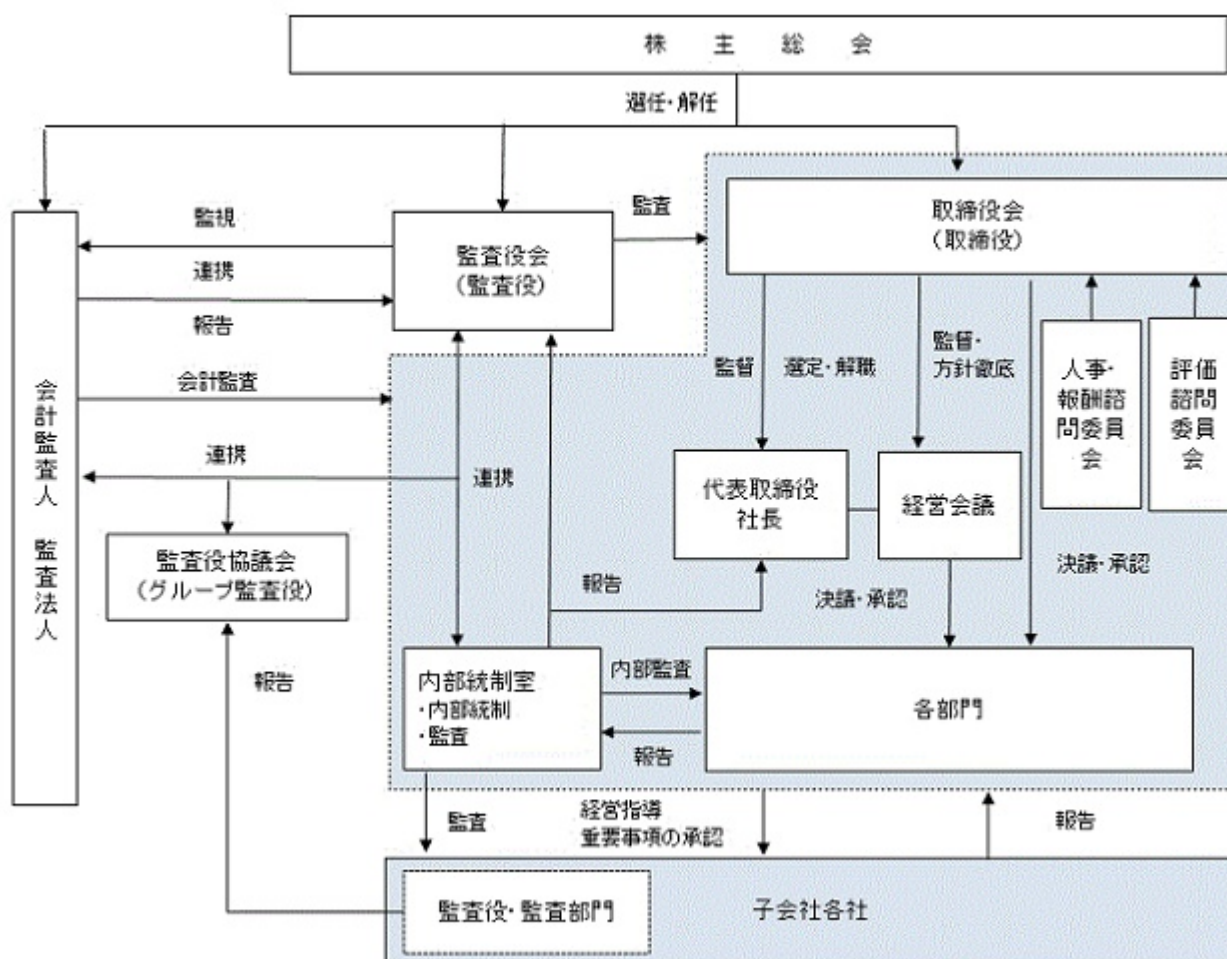 株 主 総 会
選任・解任
監視
連携
報告
監査役会
（監査役）
監査
取締役会
（取締役）
会計監査
連携
会計監査人 監査法人
監督
選定・解職
監督・
方針徹底
人事・
報酬諮
問委員
会
評価
諮問
委員
会
連携
代表取締役
社長
経営会議
監査役協議会
（グループ監査役）
報告
決議・承認
決議・承認
報告
内部統制室
・内部統制
・監査
内部監査
報告
各部門
監査
経営指導
重要事項の承認
報告
監査役・監査部門
子会社各社